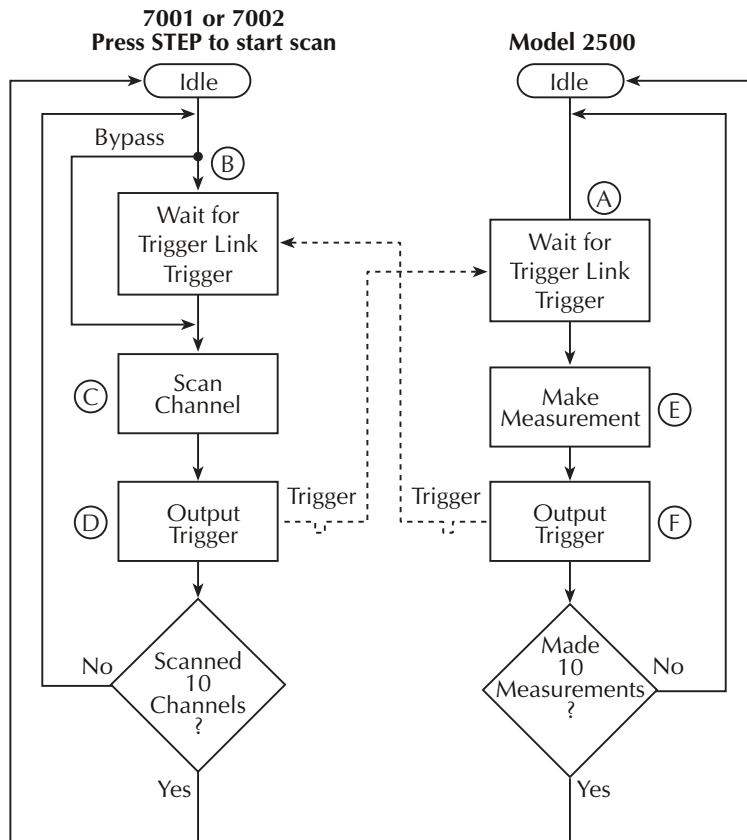 7001 or 7002
Press STEP to start scan
Idle
Bypass
B
Wait for
Trigger Link
Trigger
C
Scan
Channel
D
Output
Trigger
Trigger
No
Scanned
10
Channels
?
Yes
Model 2500
Idle
A
Wait for
Trigger Link
Trigger
Make
Measurement
E
Trigger
Output
Trigger
F
Made
10
Measurements
?
No
Yes